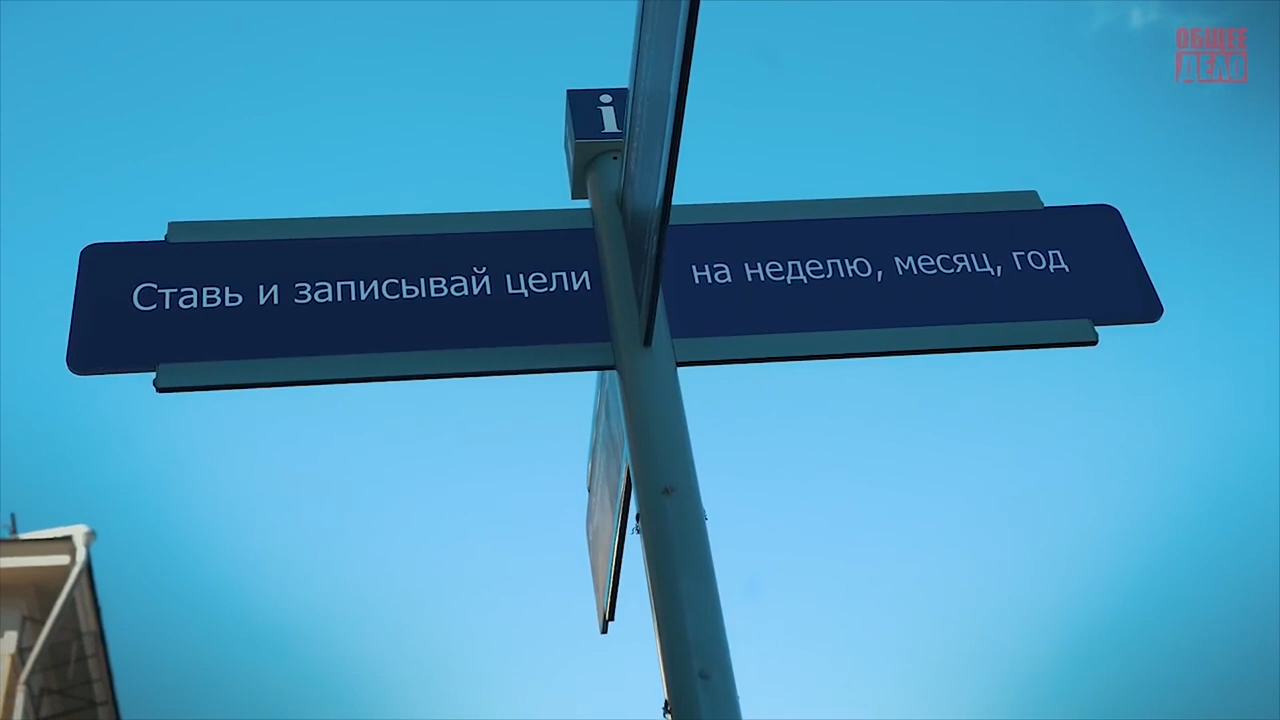 ОБЩЕЕ
ДЕЛО
i
Ставь и записывай цели на неделю, месяц, год